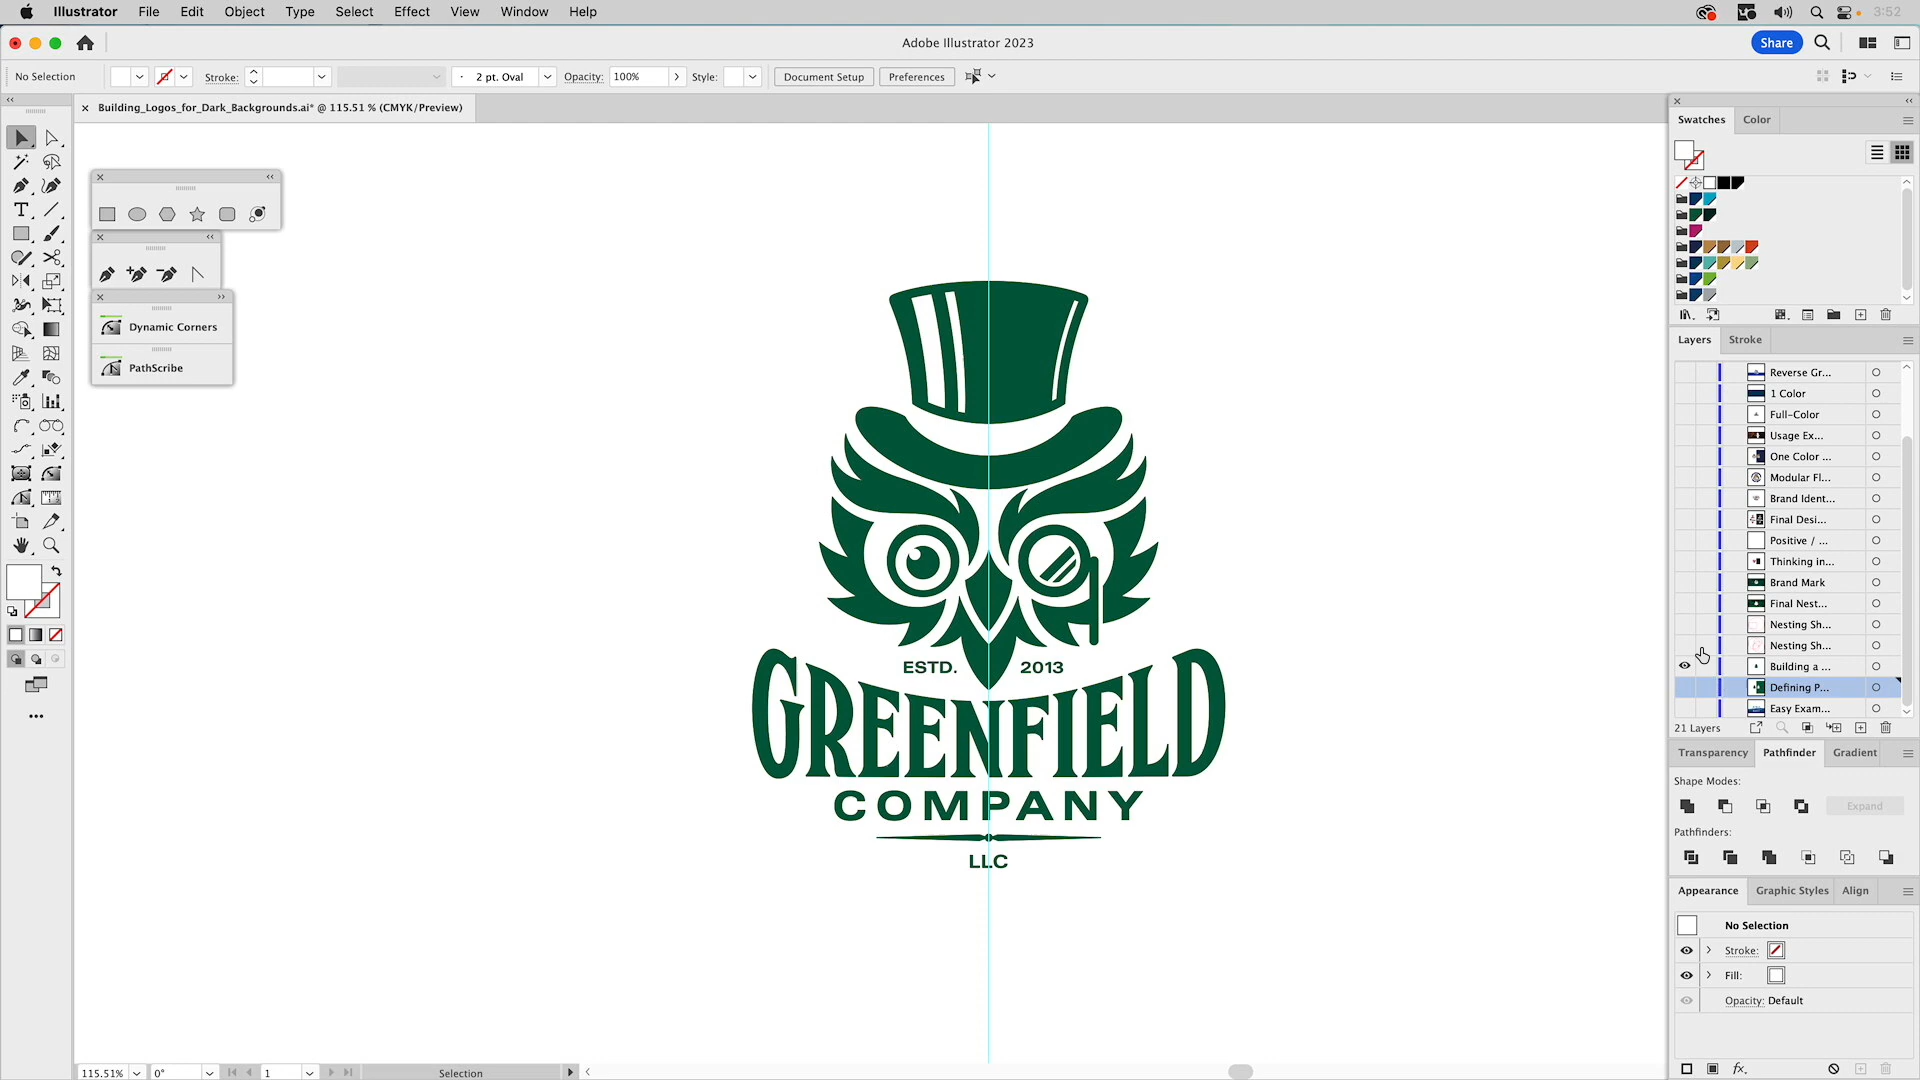 Illustrator File Edit Object Type Select Effect View Window Help 3:52
Adobe Illustrator 2023 Share
No Selection Stroke: 2 pt. Oval Opacity: 100% Style: Document Setup Preferences
Building_Logos_for_Dark_Backgrounds.ai* @ 115.51 % (CMYK/Preview)
Dynamic Corners
PathScribe
ESTD. 2013
GREENFIELD
COMPANY
LLC
Swatches Color
Layers Stroke
Reverse Gr...
1 Color
Full-Color
Usage Ex...
One Color ...
Modular Fl...
Brand Ident...
Final Desi...
Positive / ...
Thinking in...
Brand Mark
Final Nest...
Nesting Sh...
Nesting Sh...
Building a ...
Defining P...
Easy Exam...
21 Layers
Transparency Pathfinder Gradient
Shape Modes:
Expand
Pathfinders:
Appearance Graphic Styles Align
No Selection
Stroke:
Fill:
Opacity: Default
fx.
115.51% 0° 1 Selection